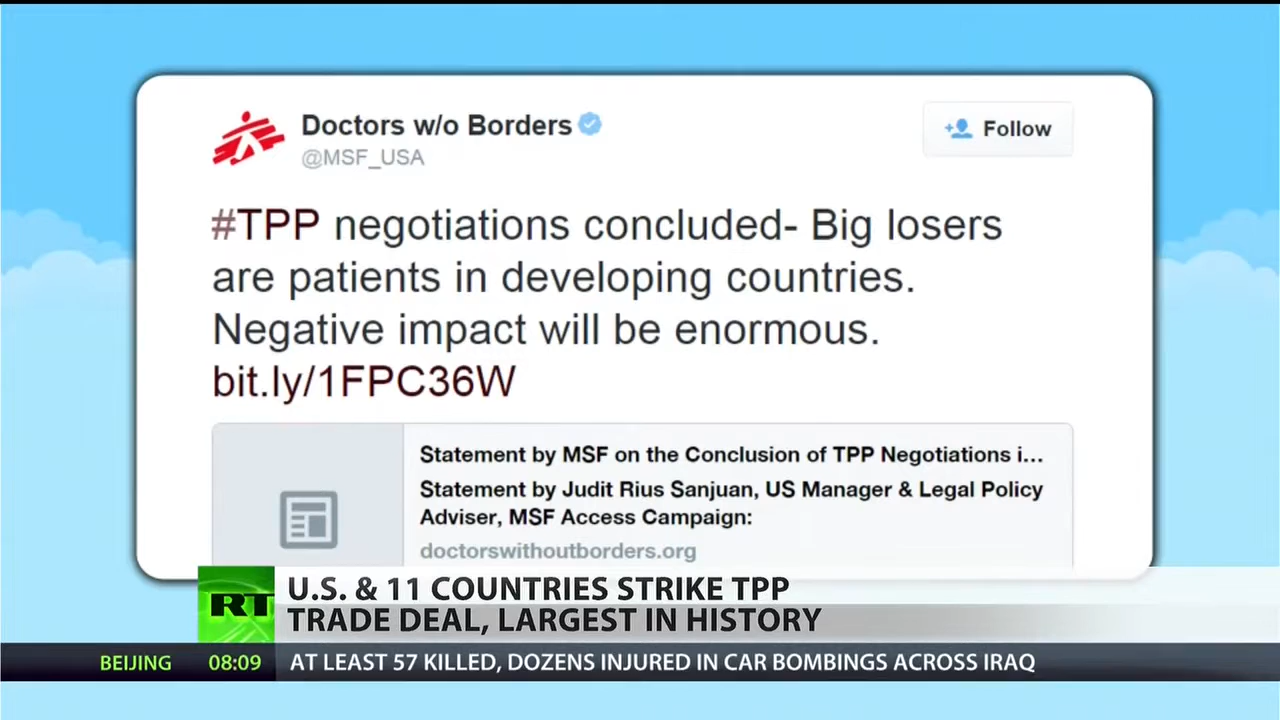 Doctors w/o Borders
@MSF_USA
Follow
#TPP negotiations concluded- Big losers
are patients in developing countries.
Negative impact will be enormous.
bit.ly/1FPC36W
Statement by MSF on the Conclusion of TPP Negotiations i...
Statement by Judit Rius Sanjuan, US Manager & Legal Policy
Adviser, MSF Access Campaign:
doctorswithoutborders.org
RT
U.S. & 11 COUNTRIES STRIKE TPP
TRADE DEAL, LARGEST IN HISTORY
BEIJING 08:09 AT LEAST 57 KILLED, DOZENS INJURED IN CAR BOMBINGS ACROSS IRAQ